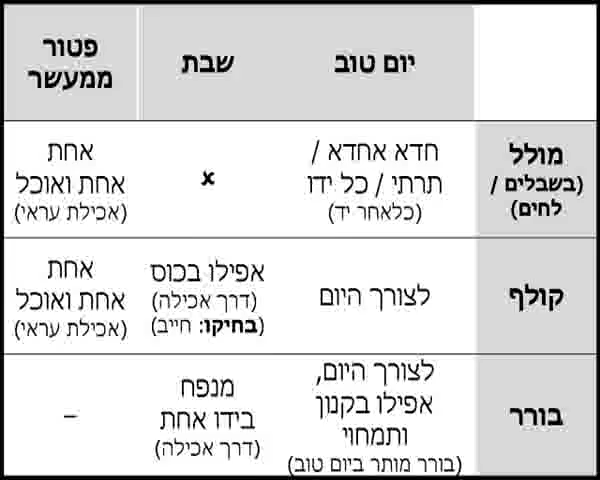 יום טוב
שבת
פטור
ממעשר
מולל
(בשבלים /
לחים)
חדא אחדא /
תרתי / כל ידו
(כלאחר יד)
x
אחת
אחת ואוכל
(אכילת עראי)
קולף
לצורך היום
אפילו בכוס
(דרך אכילה)
(בחיקו: חייב)
אחת
אחת ואוכל
(אכילת עראי)
בורר
לצורך היום,
אפילו בקנון
ותמחוי
(בורר מותר ביום טוב)
מנפח
בידו אחת
(דרך אכילה)
–